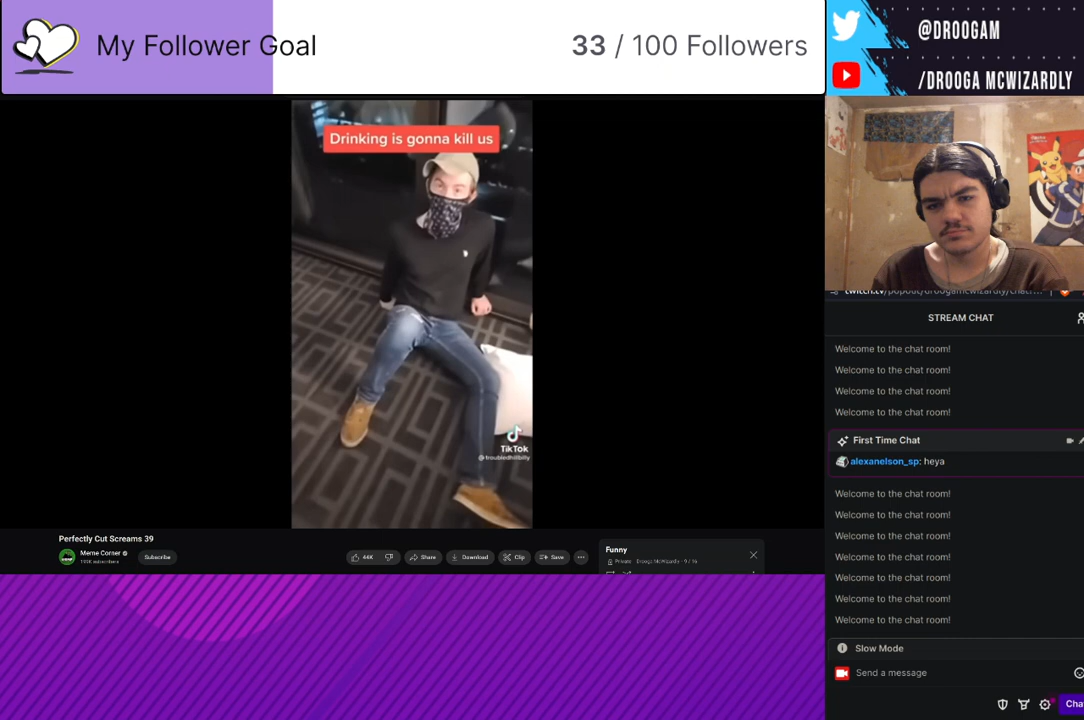 My Follower Goal
33 / 100 Followers
@DROOGAM
/DROOGA MCWIZARDLY
Drinking is gonna kill us
TikTok
@troubledhillbilly
Perfectly Cut Screams 39
Meme Corner
Subscribe
44K
Share
Download
Clip
Save
Funny
Private Drooga McWizardly - 9 / 16
STREAM CHAT
Welcome to the chat room!
Welcome to the chat room!
Welcome to the chat room!
Welcome to the chat room!
First Time Chat
alexanelson_sp: heya
Welcome to the chat room!
Welcome to the chat room!
Welcome to the chat room!
Welcome to the chat room!
Welcome to the chat room!
Welcome to the chat room!
Welcome to the chat room!
Slow Mode
Send a message
Cha